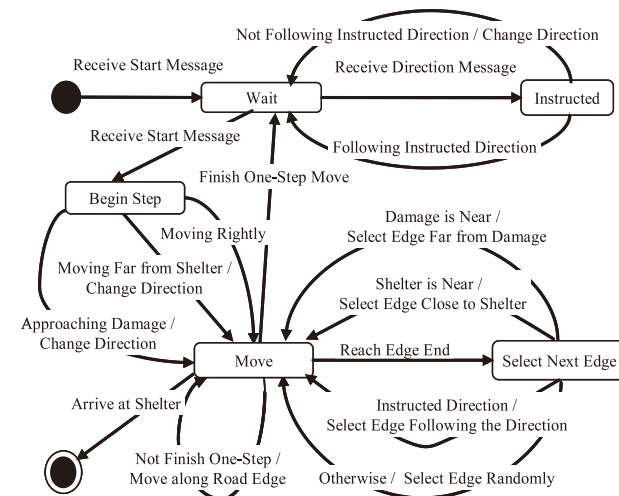 Not Following Instructed Direction / Change Direction
Receive Start Message
Receive Direction Message
Wait
Instructed
Receive Start Message
Following Instructed Direction
Finish One-Step Move
Begin Step
Moving Rightly
Damage is Near /
Select Edge Far from Damage
Moving Far from Shelter /
Change Direction
Shelter is Near /
Select Edge Close to Shelter
Approaching Damage /
Change Direction
Reach Edge End
Move
Select Next Edge
Arrive at Shelter
Instructed Direction /
Select Edge Following the Direction
Not Finish One-Step /
Move along Road Edge
Otherwise / Select Edge Randomly